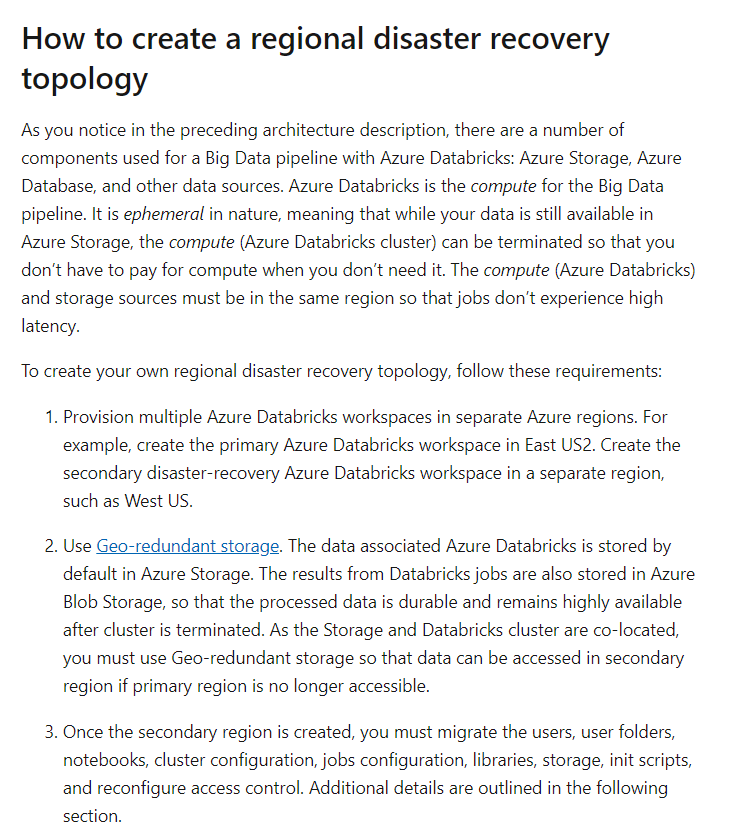 How to create a regional disaster recovery
topology
As you notice in the preceding architecture description, there are a number of
components used for a Big Data pipeline with Azure Databricks: Azure Storage, Azure
Database, and other data sources. Azure Databricks is the compute for the Big Data
pipeline. It is ephemeral in nature, meaning that while your data is still available in
Azure Storage, the compute (Azure Databricks cluster) can be terminated so that you
don't have to pay for compute when you don't need it. The compute (Azure Databricks)
and storage sources must be in the same region so that jobs don't experience high
latency.
To create your own regional disaster recovery topology, follow these requirements:
1. Provision multiple Azure Databricks workspaces in separate Azure regions. For
example, create the primary Azure Databricks workspace in East US2. Create the
secondary disaster-recovery Azure Databricks workspace in a separate region,
such as West US.
2. Use Geo-redundant storage. The data associated Azure Databricks is stored by
default in Azure Storage. The results from Databricks jobs are also stored in Azure
Blob Storage, so that the processed data is durable and remains highly available
after cluster is terminated. As the Storage and Databricks cluster are co-located,
you must use Geo-redundant storage so that data can be accessed in secondary
region if primary region is no longer accessible.
3. Once the secondary region is created, you must migrate the users, user folders,
notebooks, cluster configuration, jobs configuration, libraries, storage, init scripts,
and reconfigure access control. Additional details are outlined in the following
section.